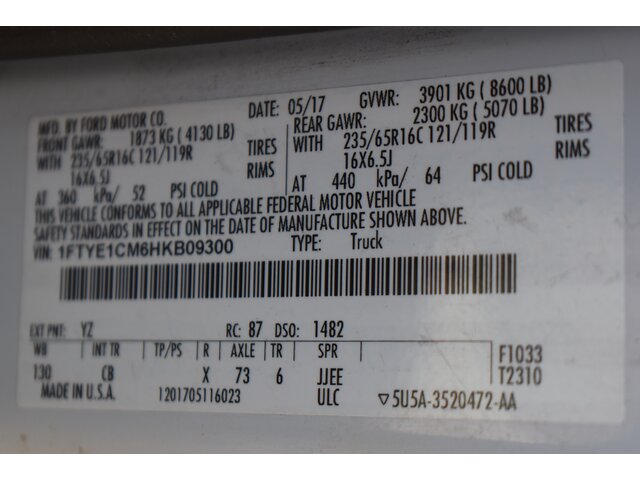 MFD. BY FORD MOTOR CO. DATE: 05/17 GVWR: 3901 KG ( 8600 LB)
FRONT GAWR: 1873 KG ( 4130 LB) REAR GAWR: 2300 KG ( 5070 LB)
WITH 235/65R16C 121/119R TIRES WITH 235/65R16C 121/119R TIRES
16X6.5J RIMS 16X6.5J RIMS
AT 360 kPa/ 52 PSI COLD AT 440 kPa/ 64 PSI COLD
THIS VEHICLE CONFORMS TO ALL APPLICABLE FEDERAL MOTOR VEHICLE
SAFETY STANDARDS IN EFFECT ON THE DATE OF MANUFACTURE SHOWN ABOVE.
VIN: 1FTYE1CM6HKB09300 TYPE: Truck
EXT PNT: YZ RC: 87 DSO: 1482
WB INT TR TP/PS R AXLE TR SPR F1033
130 CB X 73 6 JJEE T2310
MADE IN U.S.A. 1201705116023 ULC ▽5U5A-3520472-AA